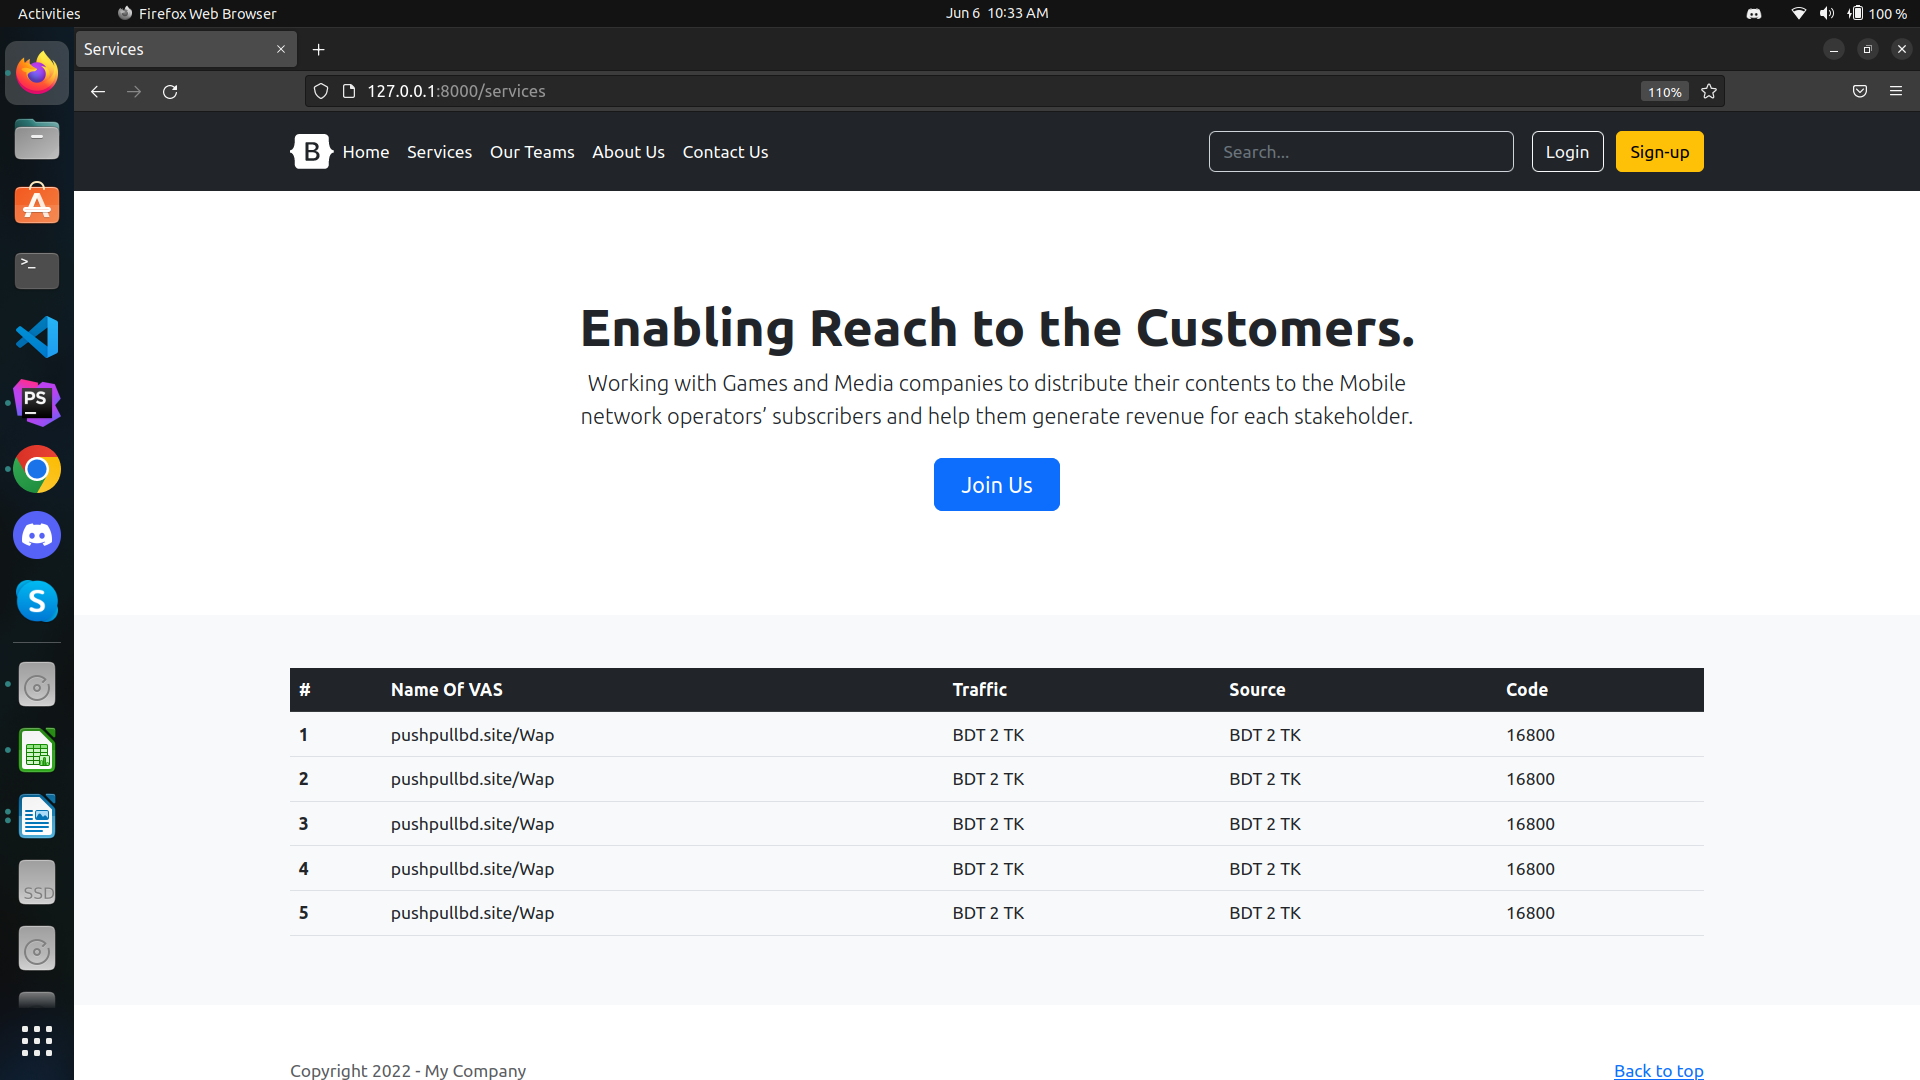 Activities Firefox Web Browser Jun 6 10:33 AM 100 %
Services
127.0.0.1:8000/services 110%
B Home Services Our Teams About Us Contact Us Search... Login Sign-up
Enabling Reach to the Customers.
Working with Games and Media companies to distribute their contents to the Mobile
network operators’ subscribers and help them generate revenue for each stakeholder.
Join Us
# Name Of VAS Traffic Source Code
1 pushpullbd.site/Wap BDT 2 TK BDT 2 TK 16800
2 pushpullbd.site/Wap BDT 2 TK BDT 2 TK 16800
3 pushpullbd.site/Wap BDT 2 TK BDT 2 TK 16800
4 pushpullbd.site/Wap BDT 2 TK BDT 2 TK 16800
5 pushpullbd.site/Wap BDT 2 TK BDT 2 TK 16800
Copyright 2022 - My Company Back to top
>_
PS
S
SSD